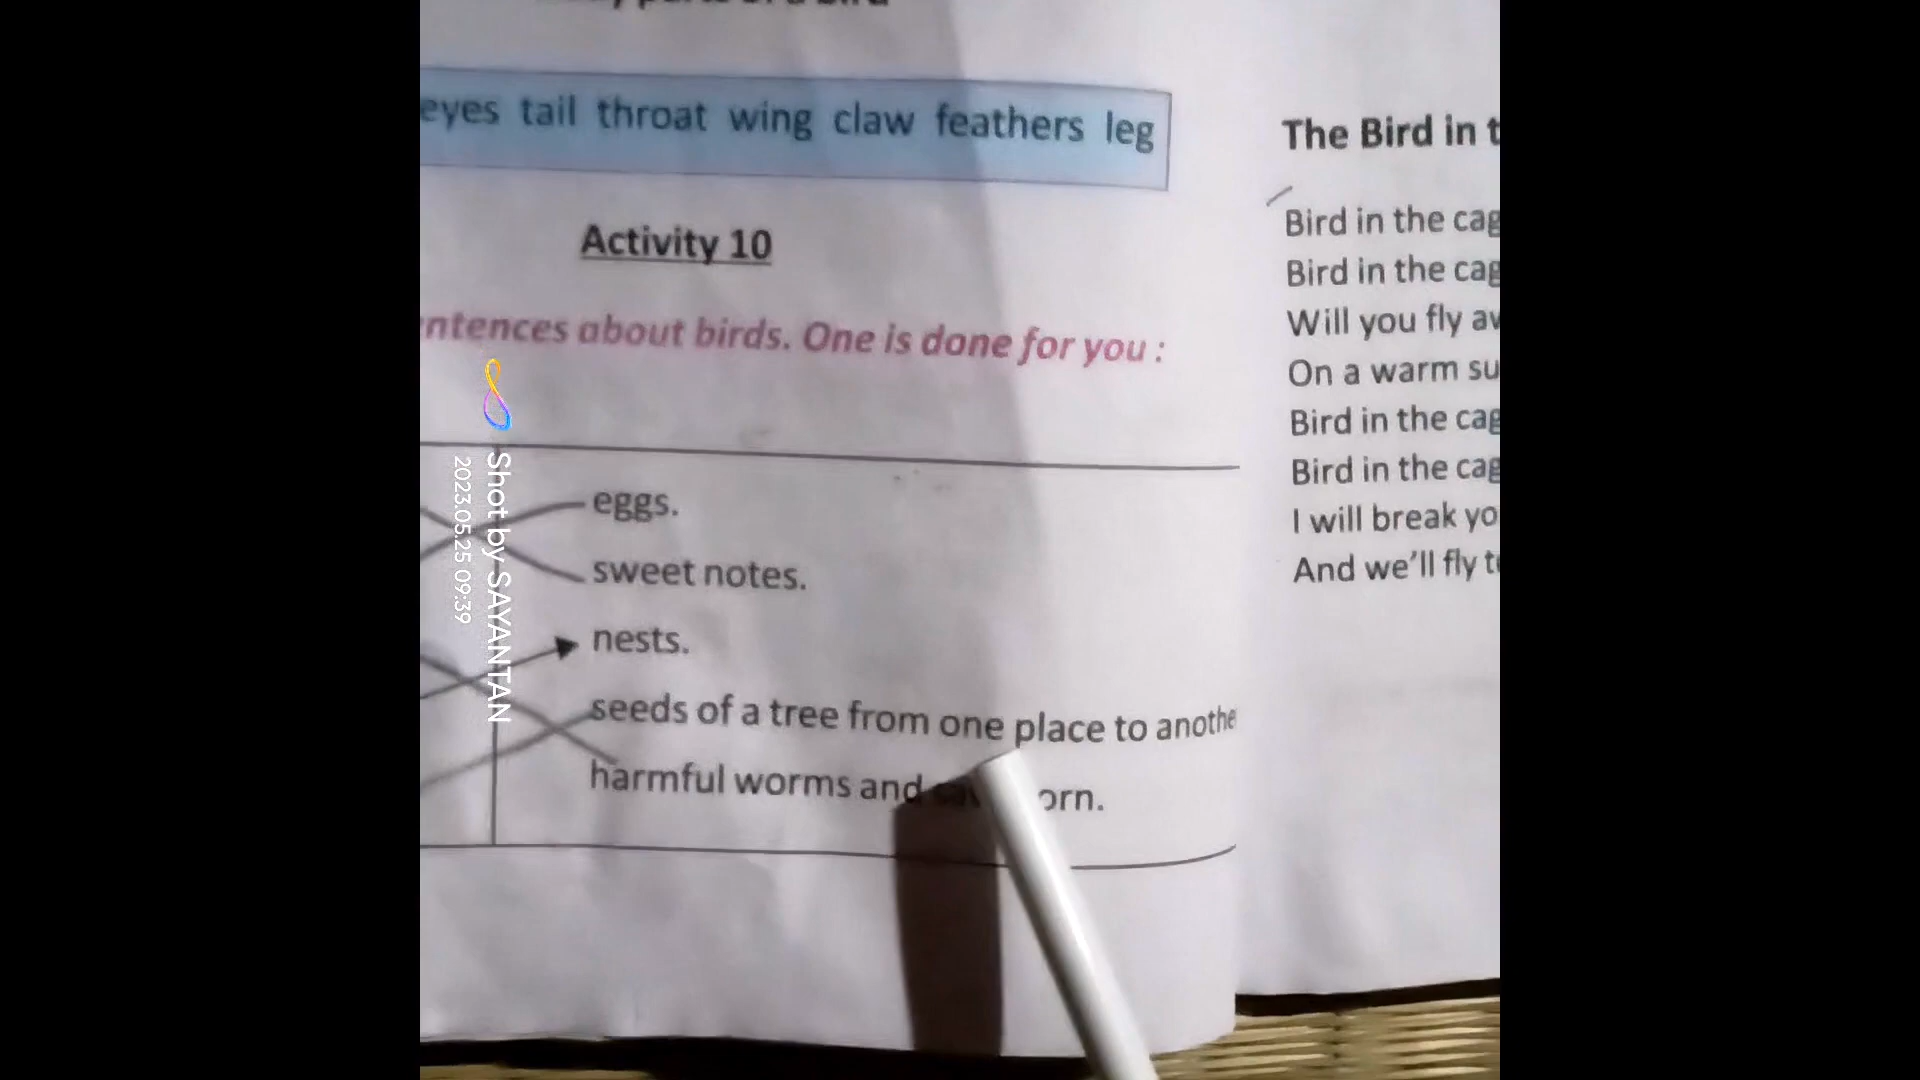 eyes tail throat wing claw feathers leg
Activity 10
sentences about birds. One is done for you :
eggs.
sweet notes.
nests.
seeds of a tree from one place to anothe
harmful worms and
The Bird in t
Bird in the cag
Bird in the cag
Will you fly aw
On a warm su
Bird in the cag
Bird in the cag
I will break yo
And we'll fly t
Shot by SAYANTAN
2023.05.25 09:39